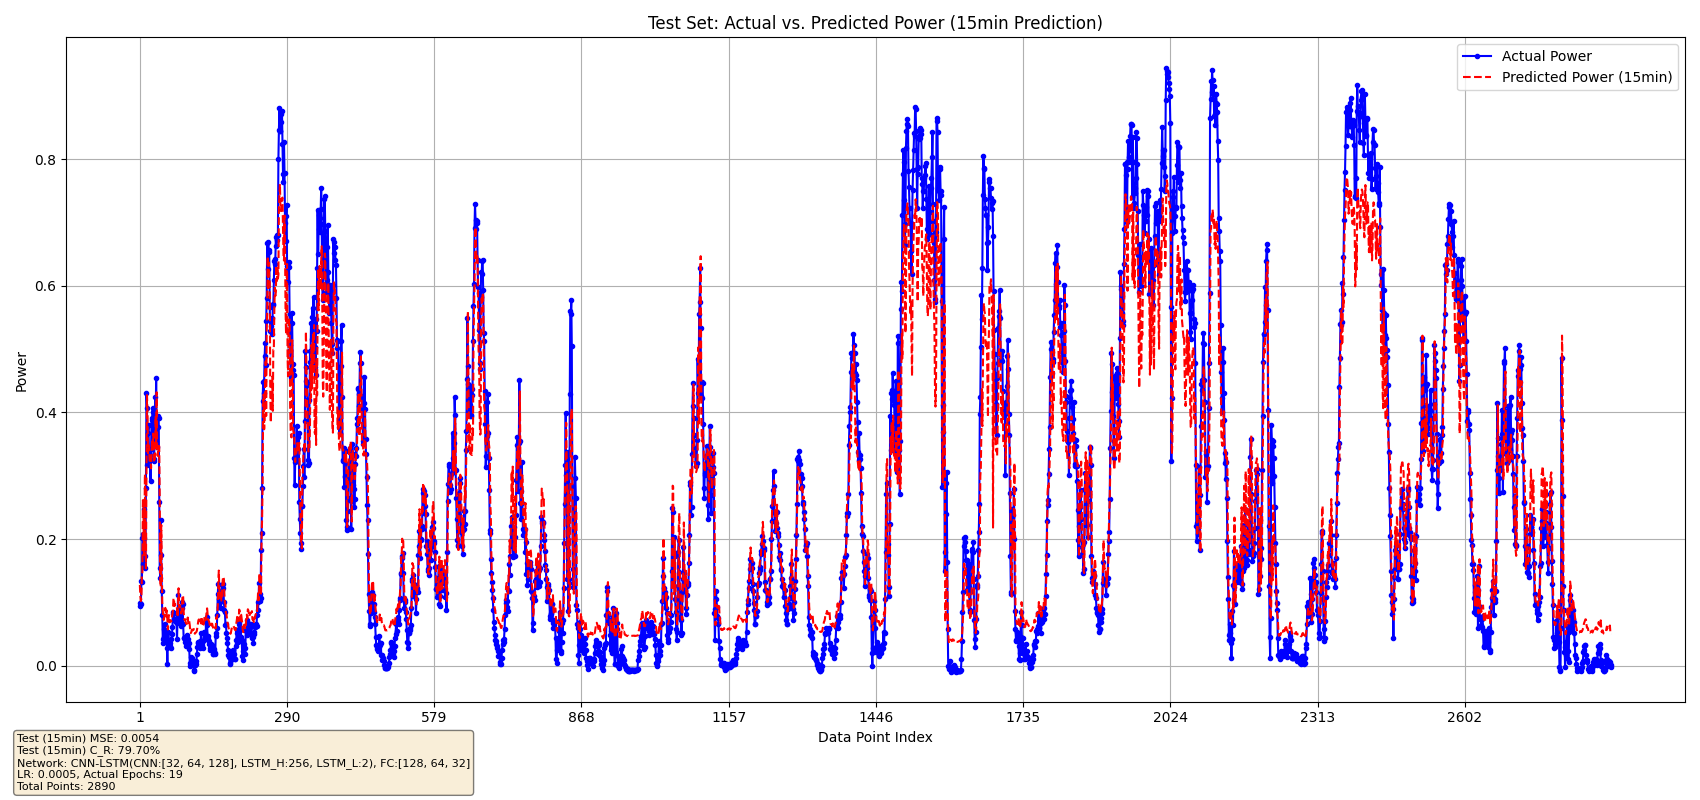 Test Set: Actual vs. Predicted Power (15min Prediction)
Actual Power
Predicted Power (15min)
Power
0.8
0.6
0.4
0.2
0.0
1
290
579
868
1157
1446
1735
2024
2313
2602
Data Point Index
Test (15min) MSE: 0.0054
Test (15min) C_R: 79.70%
Network: CNN-LSTM(CNN:[32, 64, 128], LSTM_H:256, LSTM_L:2), FC:[128, 64, 32]
LR: 0.0005, Actual Epochs: 19
Total Points: 2890